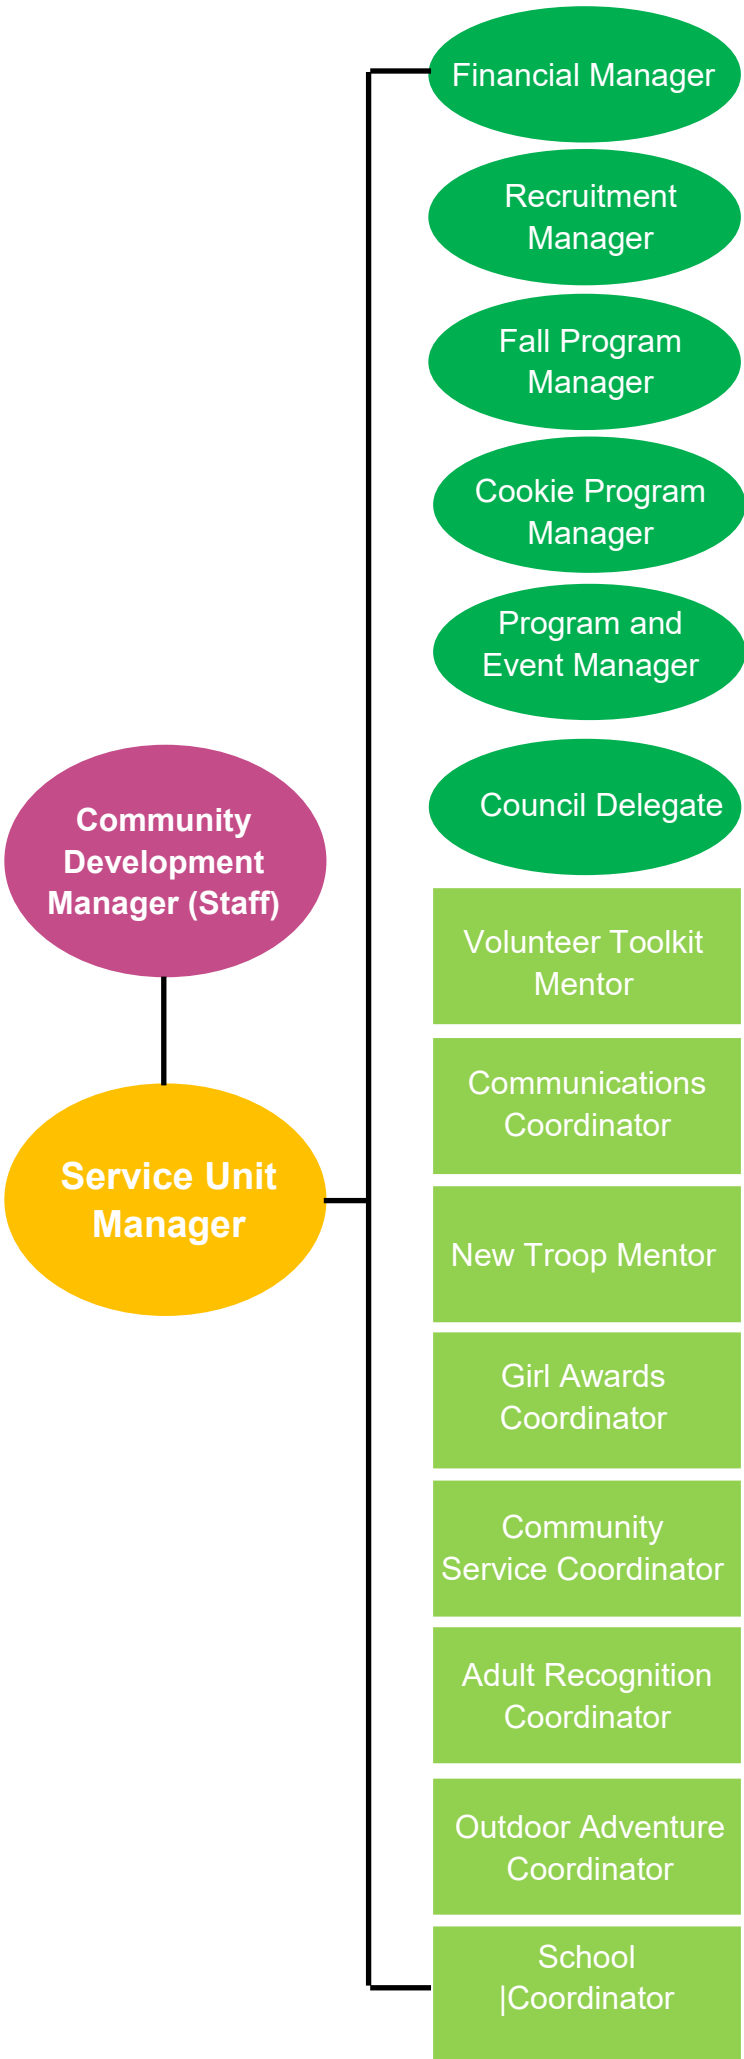 Financial Manager
Recruitment
Manager
Fall Program
Manager
Cookie Program
Manager
Program and
Event Manager
Council Delegate
Community
Development
Manager (Staff)
Service Unit
Manager
Volunteer Toolkit
Mentor
Communications
Coordinator
New Troop Mentor
Girl Awards
Coordinator
Community
Service Coordinator
Adult Recognition
Coordinator
Outdoor Adventure
Coordinator
School
|Coordinator